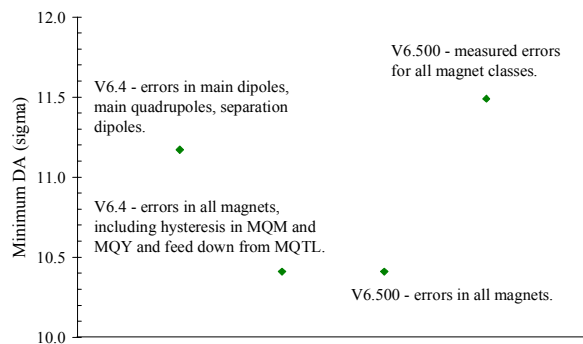 12.0
V6.500 - measured errors
for all magnet classes.
V6.4 - errors in main dipoles,
main quadrupoles, separation
dipoles.
11.5
Minimum DA (sigma)
11.0
V6.4 - errors in all magnets,
including hysteresis in MQM and
MQY and feed down from MQTL.
10.5
V6.500 - errors in all magnets.
10.0